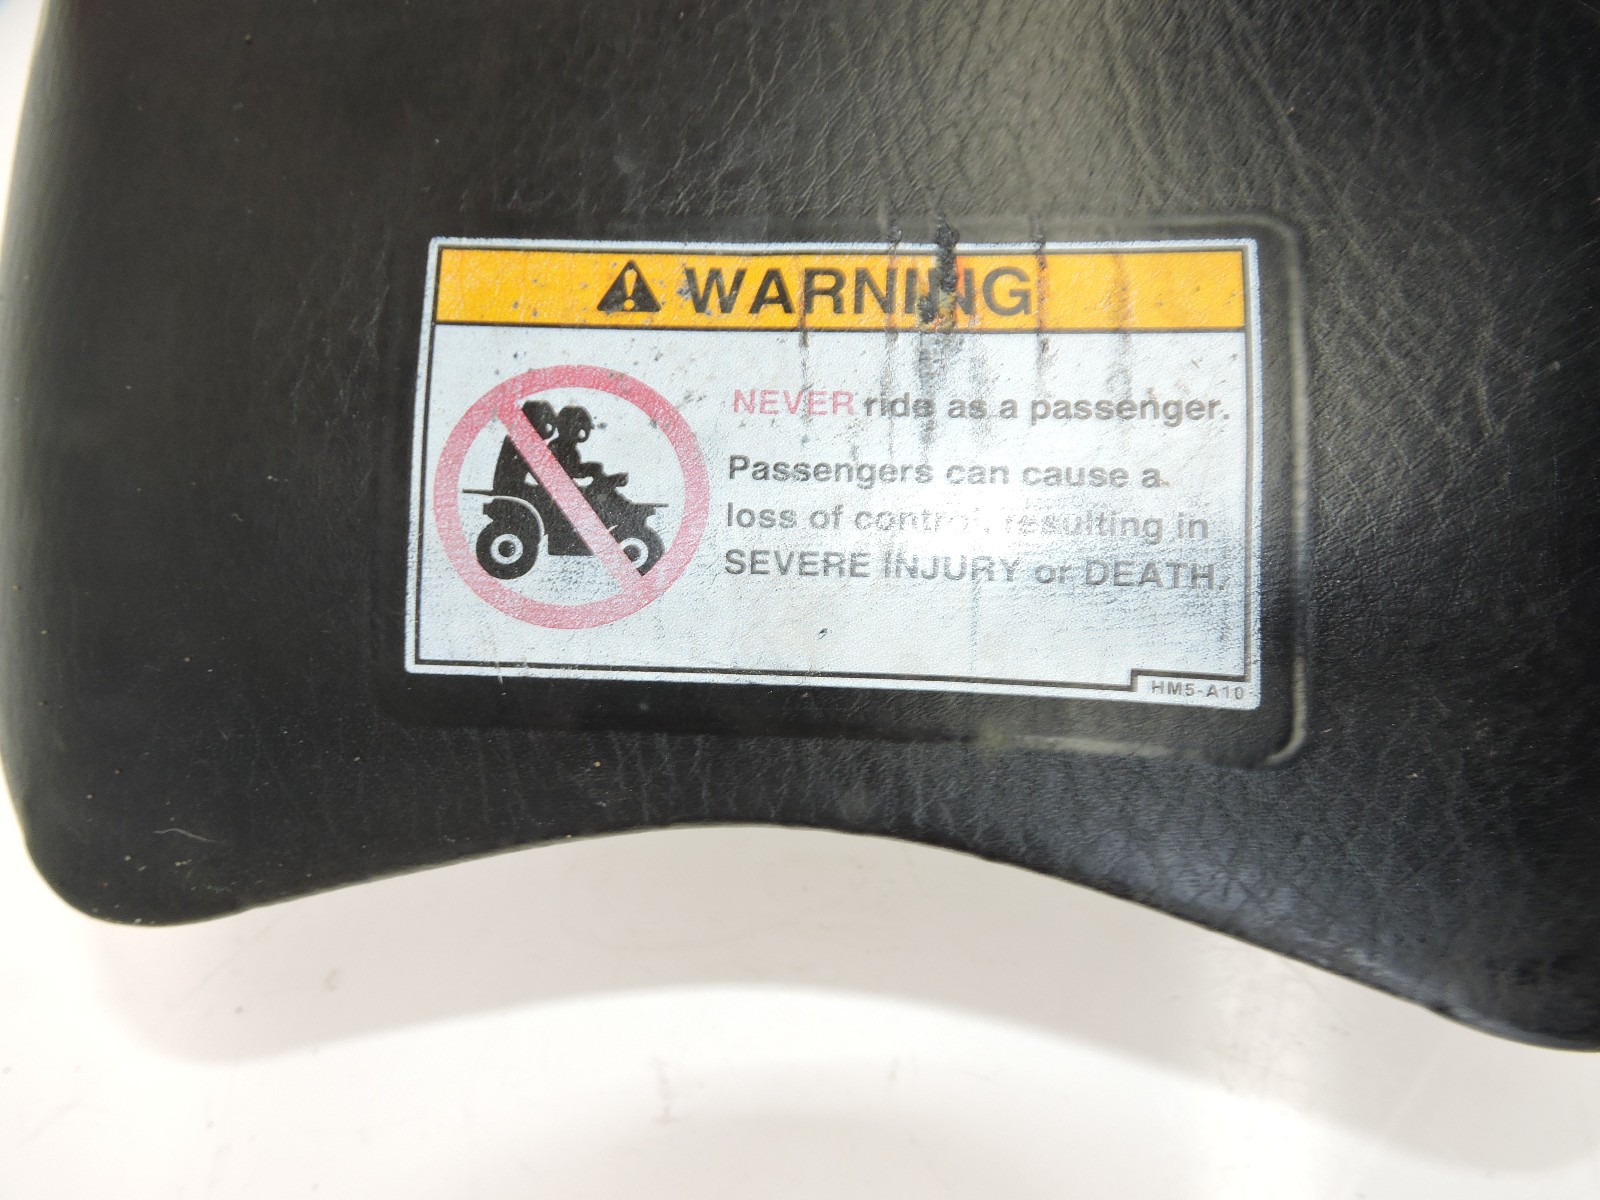 WARNING
NEVER ride as a passenger.
Passengers can cause a
loss of control, resulting in
SEVERE INJURY or DEATH.
HM5-A10